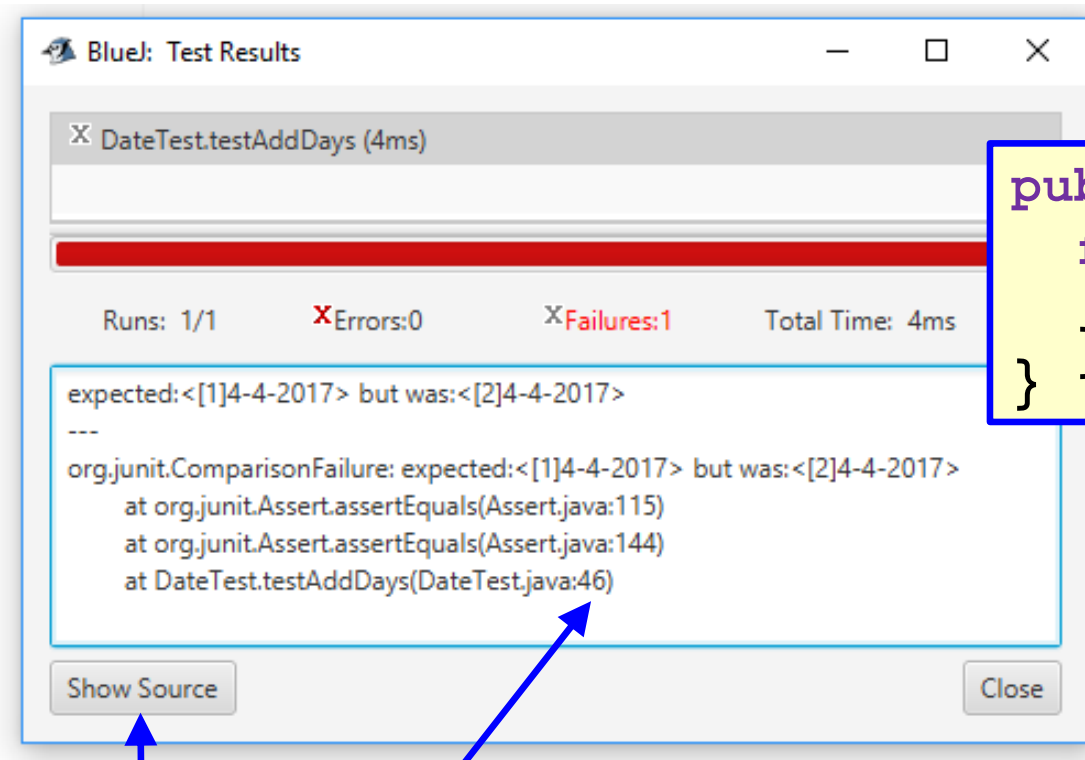 BlueJ: Test Results
DateTest.testAddDays (4ms)
pub
Runs: 1/1 XErrors:0 XFailures:1 Total Time: 4ms
}
expected:<[1]4-4-2017> but was:<[2]4-4-2017>
---
org.junit.ComparisonFailure: expected:<[1]4-4-2017> but was:<[2]4-4-2017>
at org.junit.Assert.assertEquals(Assert.java:115)
at org.junit.Assert.assertEquals(Assert.java:144)
at DateTest.testAddDays(DateTest.java:46)
Show Source Close